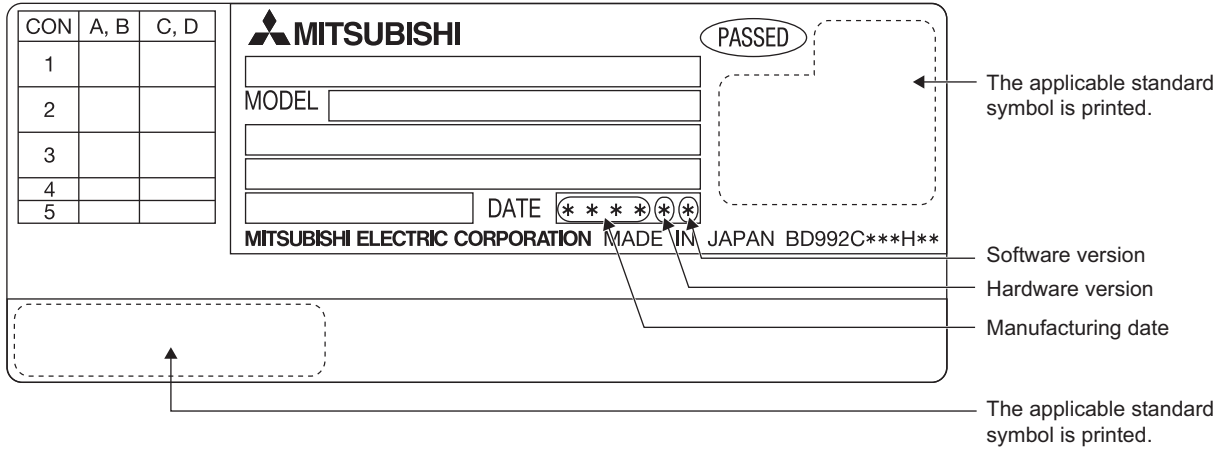 CON A, B C, D
1
2
3
4
5
MITSUBISHI
PASSED
MODEL
DATE * * * * * *
MITSUBISHI ELECTRIC CORPORATION MADE IN JAPAN BD992C***H**
The applicable standard
symbol is printed.
Software version
Hardware version
Manufacturing date
The applicable standard
symbol is printed.